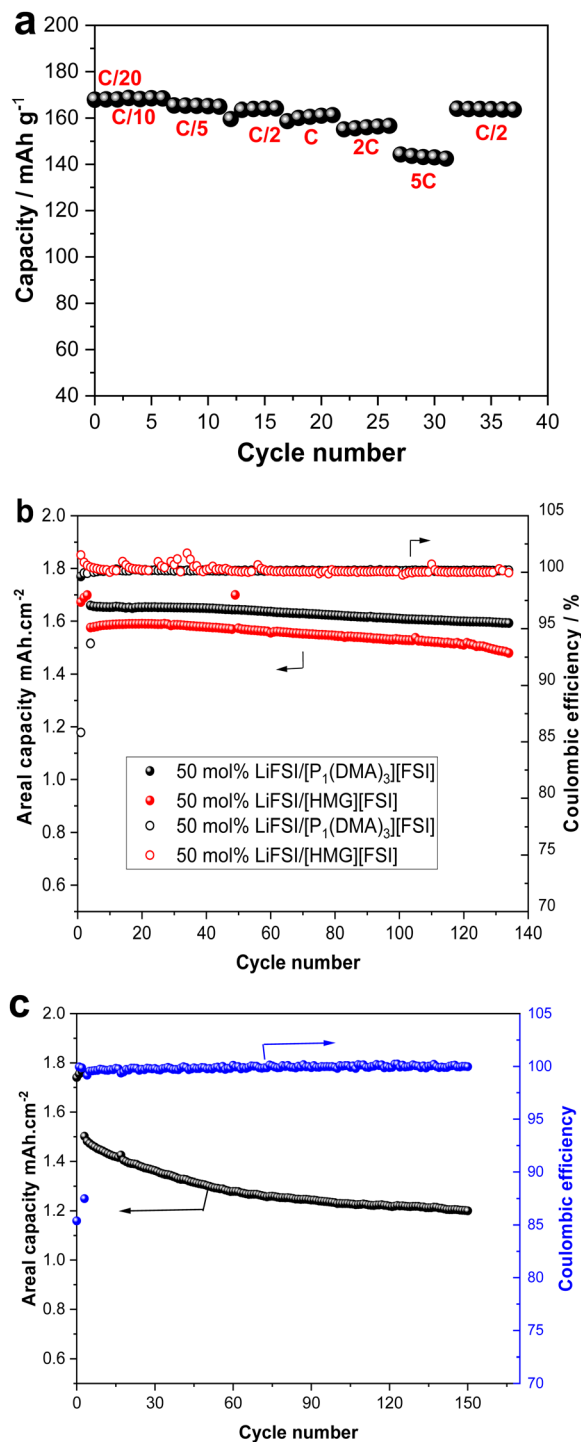 a
Capacity / mAh g⁻¹
200
180
160
140
120
100
80
60
40
C/20
C/10
C/5
C/2
C
2C
5C
C/2
0 5 10 15 20 25 30 35 40
Cycle number
b
Areal capacity mAh.cm⁻²
2.0
1.8
1.6
1.4
1.2
1.0
1.8
1.6
105
100
95
90
85
80
75
70
Coulombic efficiency / %
50 mol% LiFSI/[P₁(DMA)₃][FSI]
50 mol% LiFSI/[HMG][FSI]
50 mol% LiFSI/[P₁(DMA)₃][FSI]
50 mol% LiFSI/[HMG][FSI]
0 20 40 60 80 100 120 140
Cycle number
c
Areal capacity mAh.cm⁻²
2.0
1.8
1.6
1.4
1.2
1.0
1.8
0.6
105
100
95
90
85
80
75
70
Coulombic efficiency
0 30 60 90 120 150
Cycle number